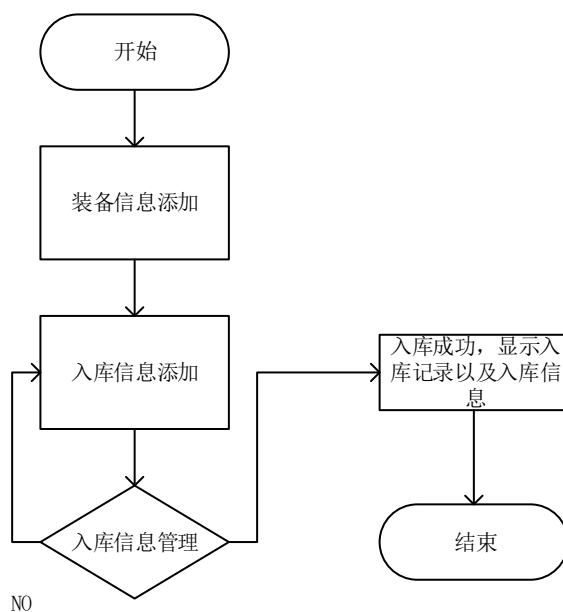 开始
装备信息添加
入库信息添加
入库信息管理
NO
入库成功，显示入
库记录以及入库信
息
结束